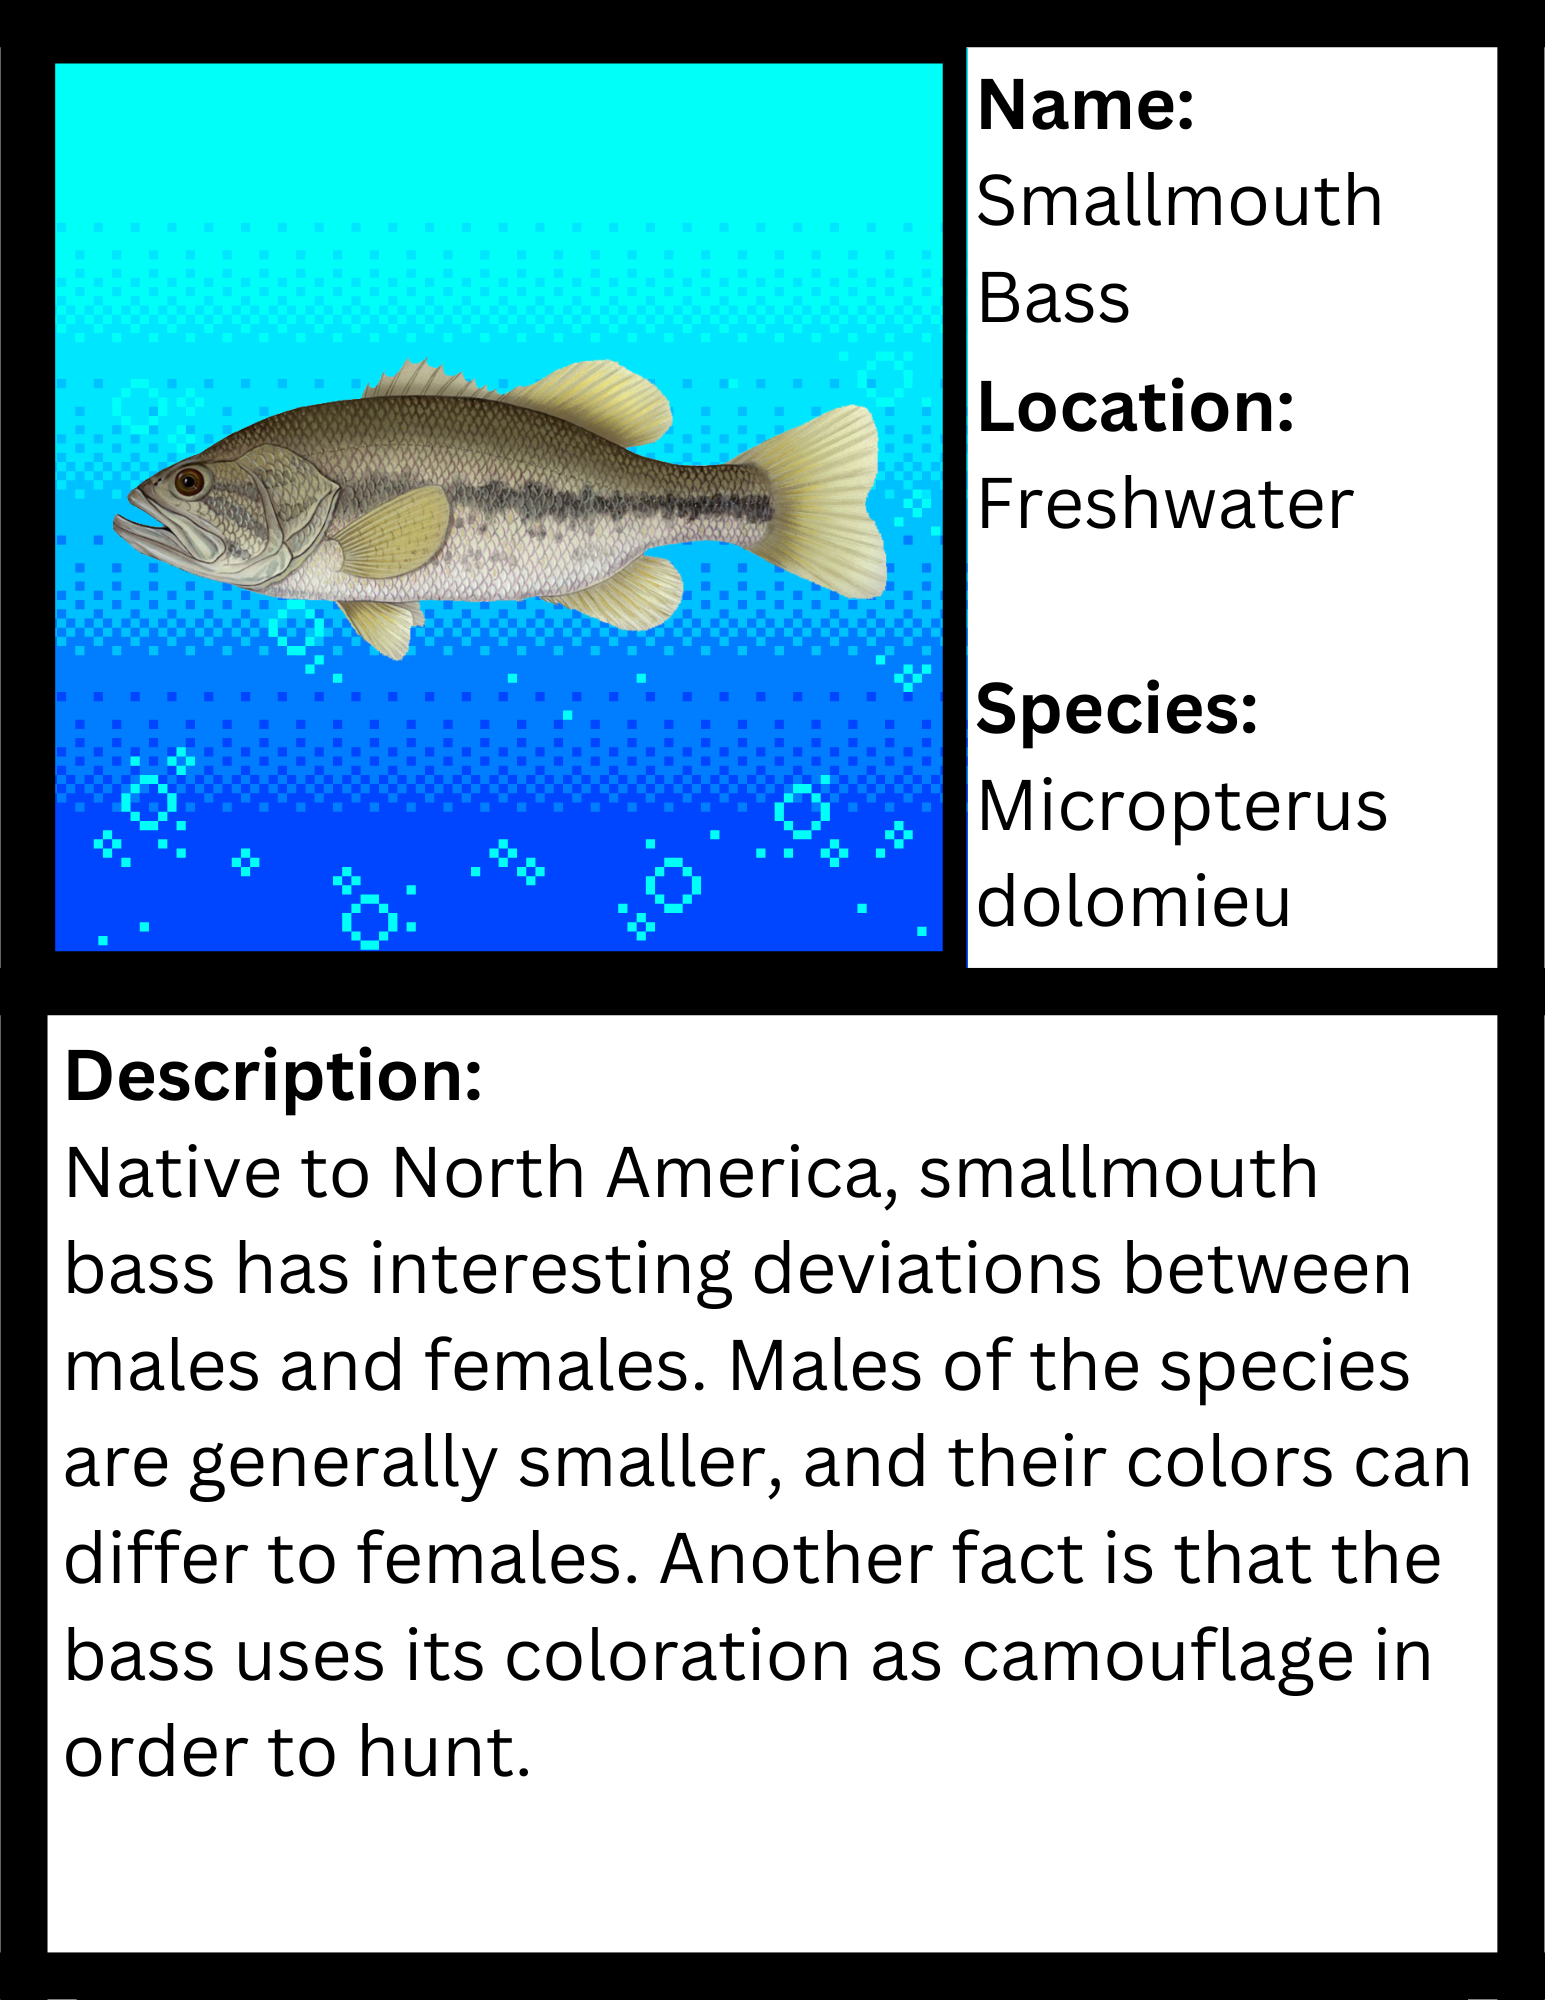 Name:
Smallmouth
Bass
Location:
Freshwater
Species:
Micropterus
dolomieu
Description:
Native to North America, smallmouth
bass has interesting deviations between
males and females. Males of the species
are generally smaller, and their colors can
differ to females. Another fact is that the
bass uses its coloration as camouflage in
order to hunt.